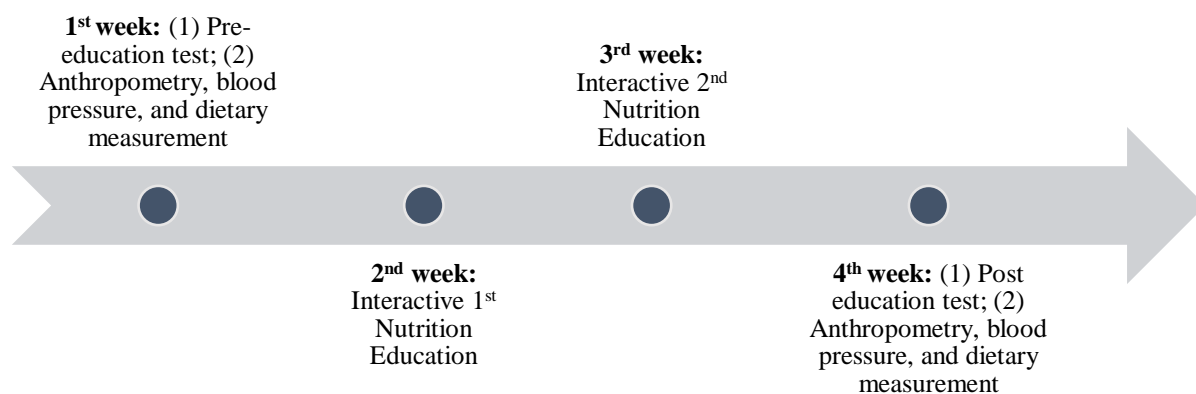 1st week: (1) Pre-
education test; (2)
Anthropometry, blood
pressure, and dietary
measurement
2nd week:
Interactive 1st
Nutrition
Education
3rd week:
Interactive 2nd
Nutrition
Education
4th week: (1) Post
education test; (2)
Anthropometry, blood
pressure, and dietary
measurement